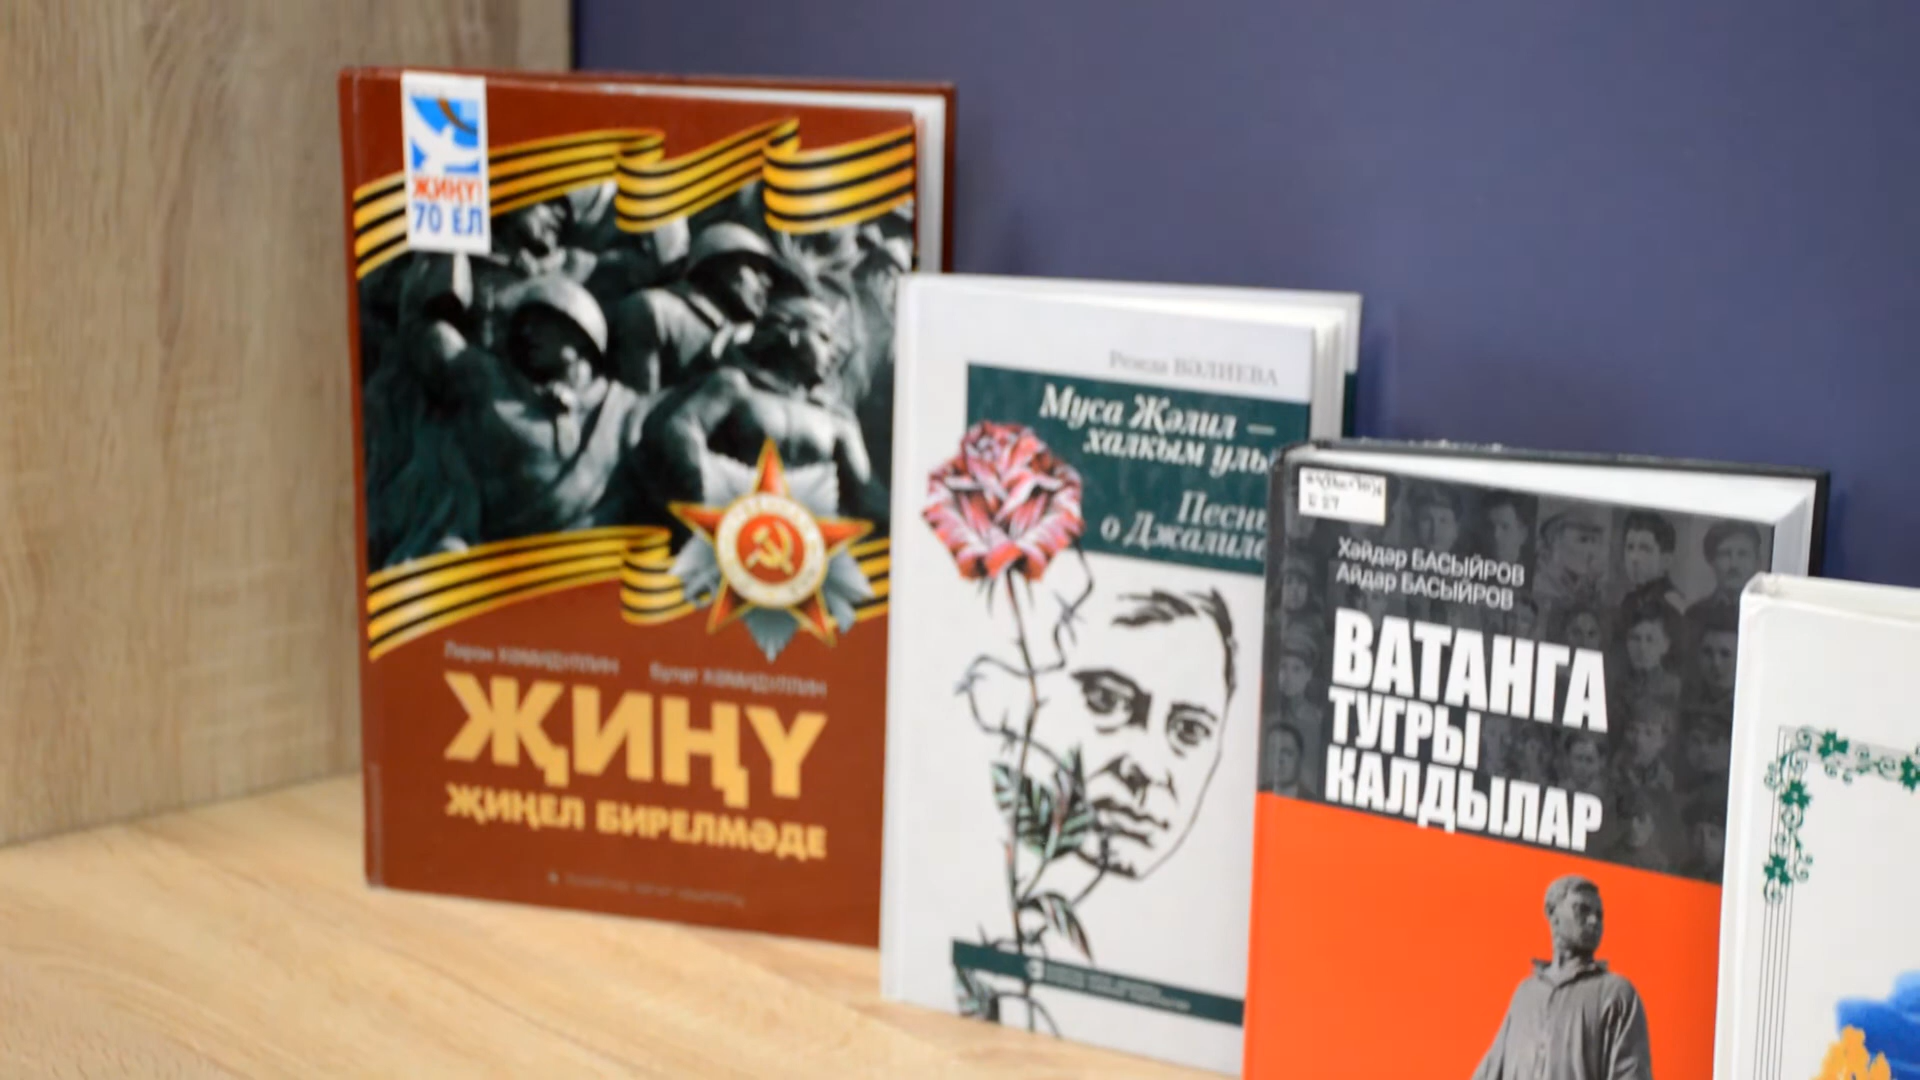 ҖИҢҮ!
70 ЕЛ
ҖИҢҮ
ҖИҢЕЛ БИРЕЛМӘДЕ
Резеда ВӘЛИЕВА
Муса Җәлил —
халкым улы
Песнь
о Джалиле
Хәйдәр БАСЫЙРОВ
Айдар БАСЫЙРОВ
ВАТАНГА
ТУГРЫ
КАЛДЫЛАР